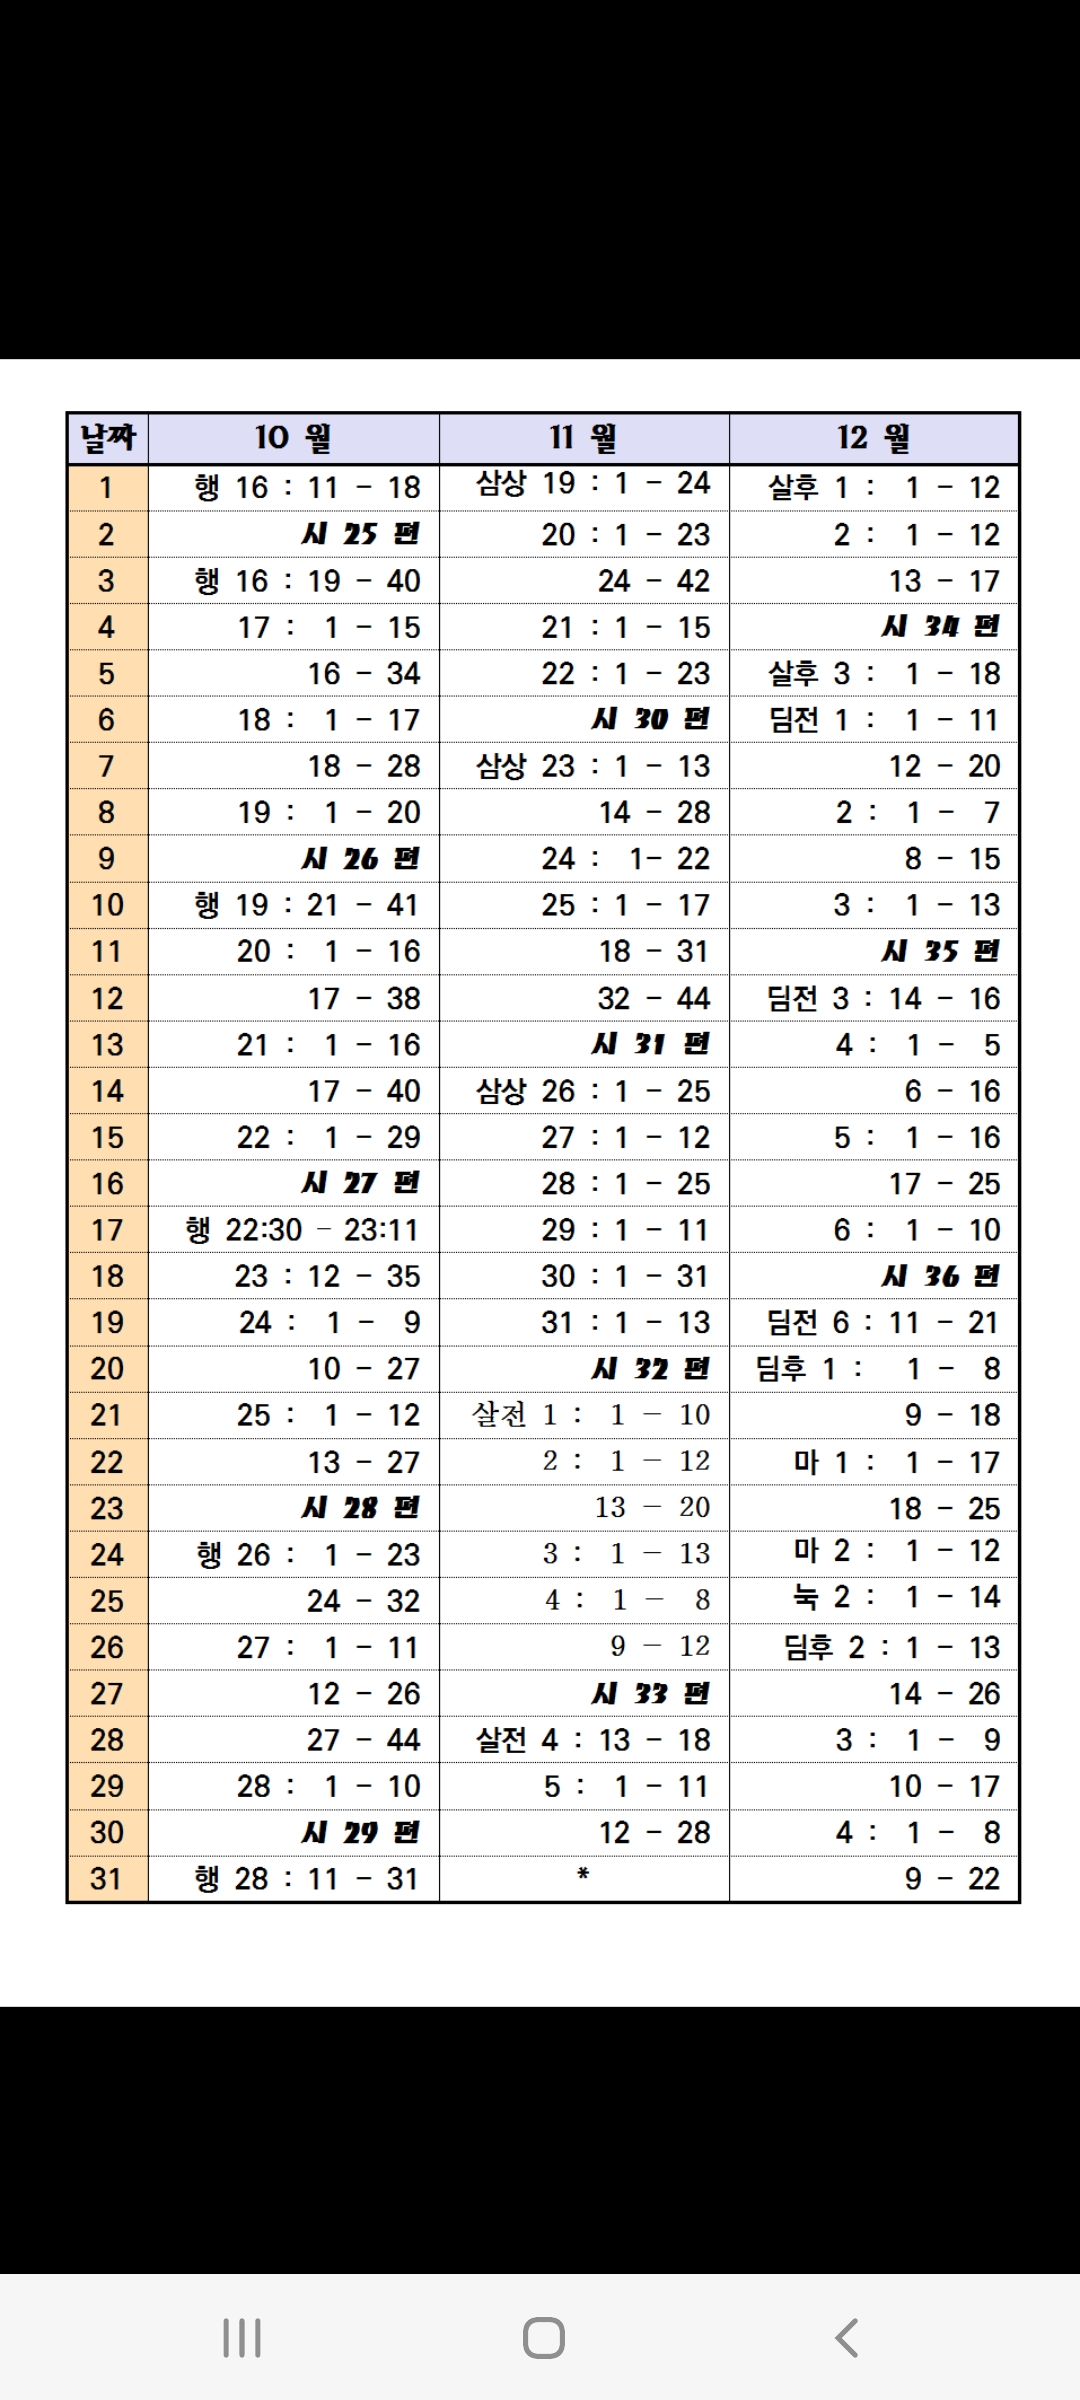 날짜 10 월 11 월 12 월
1 행 16 : 11 - 18 삼상 19 : 1 - 24 살후 1 : 1 - 12
2 시 25 편 20 : 1 - 23 2 : 1 - 12
3 행 16 : 19 - 40 24 - 42 13 - 17
4 17 : 1 - 15 21 : 1 - 15 시 34 편
5 16 - 34 22 : 1 - 23 살후 3 : 1 - 18
6 18 : 1 - 17 시 30 편 딤전 1 : 1 - 11
7 18 - 28 삼상 23 : 1 - 13 12 - 20
8 19 : 1 - 20 14 - 28 2 : 1 - 7
9 시 26 편 24 : 1- 22 8 - 15
10 행 19 : 21 - 41 25 : 1 - 17 3 : 1 - 13
11 20 : 1 - 16 18 - 31 시 35 편
12 17 - 38 32 - 44 딤전 3 : 14 - 16
13 21 : 1 - 16 시 31 편 4 : 1 - 5
14 17 - 40 삼상 26 : 1 - 25 6 - 16
15 22 : 1 - 29 27 : 1 - 12 5 : 1 - 16
16 시 27 편 28 : 1 - 25 17 - 25
17 행 22:30 - 23:11 29 : 1 - 11 6 : 1 - 10
18 23 : 12 - 35 30 : 1 - 31 시 36 편
19 24 : 1 - 9 31 : 1 - 13 딤전 6 : 11 - 21
20 10 - 27 시 32 편 딤후 1 : 1 - 8
21 25 : 1 - 12 살전 1 : 1 - 10 9 - 18
22 13 - 27 2 : 1 - 12 마 1 : 1 - 17
23 시 28 편 13 - 20 18 - 25
24 행 26 : 1 - 23 3 : 1 - 13 마 2 : 1 - 12
25 24 - 32 4 : 1 - 8 눅 2 : 1 - 14
26 27 : 1 - 11 9 - 12 딤후 2 : 1 - 13
27 12 - 26 시 33 편 14 - 26
28 27 - 44 살전 4 : 13 - 18 3 : 1 - 9
29 28 : 1 - 10 5 : 1 - 11 10 - 17
30 시 29 편 12 - 28 4 : 1 - 8
31 행 28 : 11 - 31 * 9 - 22